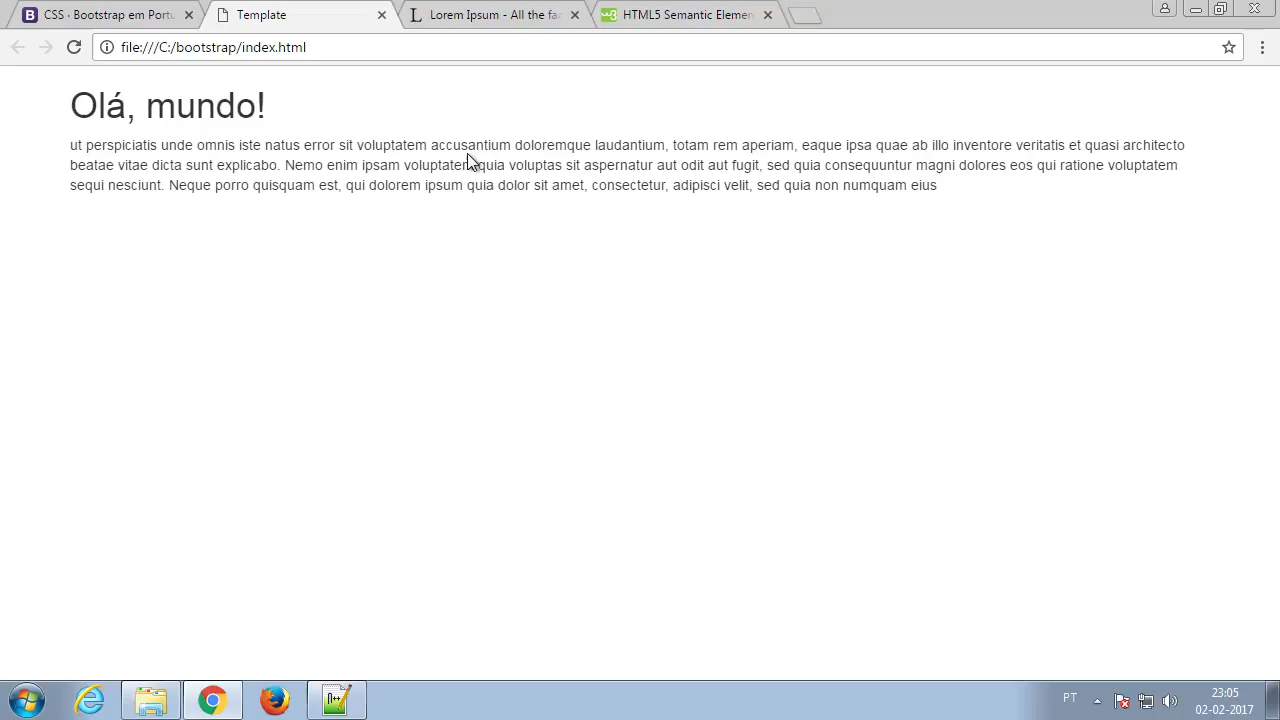 CSS - Bootstrap em Portu
Template
Lorem Ipsum - All the fa
HTML5 Semantic Elemen
file:///C:/bootstrap/index.html
Olá, mundo!
ut perspiciatis unde omnis iste natus error sit voluptatem accusantium doloremque laudantium, totam rem aperiam, eaque ipsa quae ab illo inventore veritatis et quasi architecto
beatae vitae dicta sunt explicabo. Nemo enim ipsam voluptatem quia voluptas sit aspernatur aut odit aut fugit, sed quia consequuntur magni dolores eos qui ratione voluptatem
sequi nesciunt. Neque porro quisquam est, qui dolorem ipsum quia dolor sit amet, consectetur, adipisci velit, sed quia non numquam eius
PT
23:05
02-02-2017